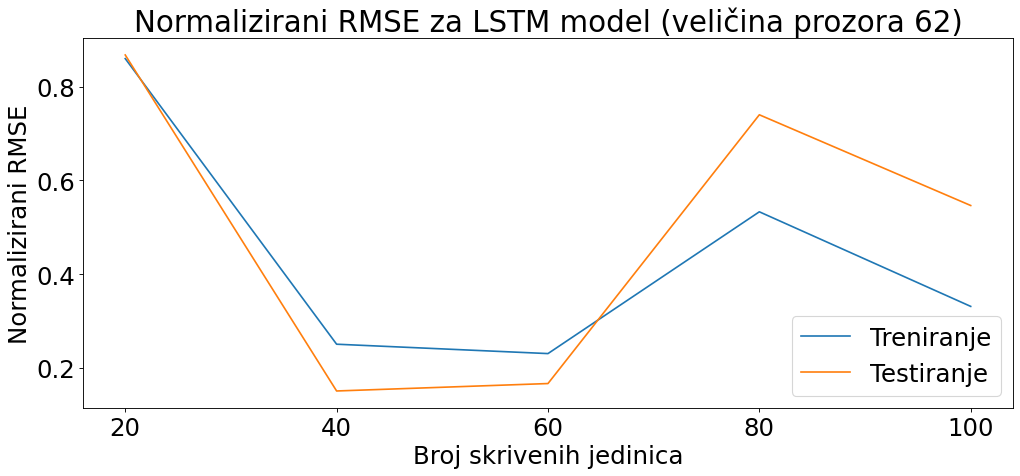 Normalizirani RMSE za LSTM model (veličina prozora 62)
Normalizirani RMSE
0.8
0.6
0.4
0.2
Treniranje
Testiranje
20 40 60 80 100
Broj skrivenih jedinica